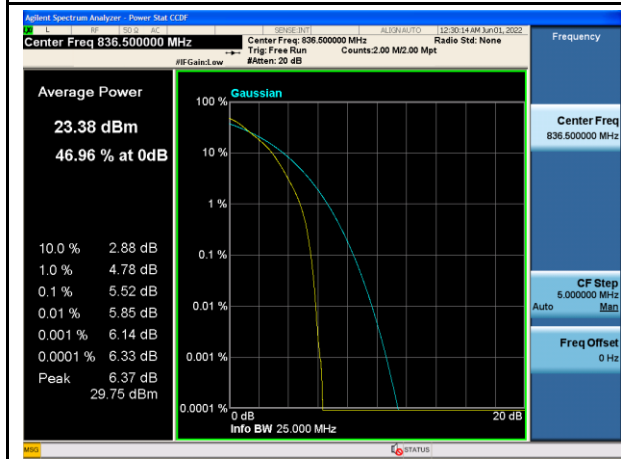 Agilent Spectrum Analyzer - Power Stat CCDF
L RF 50 Ω AC SENSE:INT ALIGNAUTO 12:30:14 AM Jun 01, 2022
Center Freq 836.500000 MHz
Center Freq: 836.500000 MHz Radio Std: None
Trig: Free Run Counts:2.00 M/2.00 Mpt
#IFGain:Low #Atten: 20 dB
Frequency
Average Power
23.38 dBm
46.96 % at 0dB
10.0 % 2.88 dB
1.0 % 4.78 dB
0.1 % 5.52 dB
0.01 % 5.85 dB
0.001 % 6.14 dB
0.0001 % 6.33 dB
Peak 6.37 dB
29.75 dBm
Gaussian
100 %
10 %
1 %
0.1 %
0.01 %
0.001 %
0.0001 %
0 dB 20 dB
Info BW 25.000 MHz
Center Freq
836.500000 MHz
CF Step
5.000000 MHz
Auto Man
Freq Offset
0 Hz
MSG STATUS